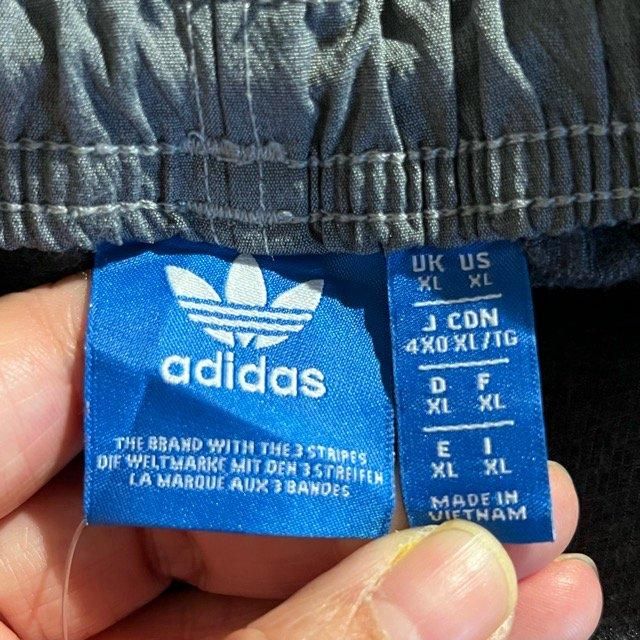 adidas
THE BRAND WITH THE 3 STRIPES
DIE WELTMARKE MIT DEN 3 STREIFEN
LA MARQUE AUX 3 BANDES
UK US
XL XL
J CDN
4XO XL/TG
D F
XL XL
E I
XL XL
MADE IN
VIETNAM